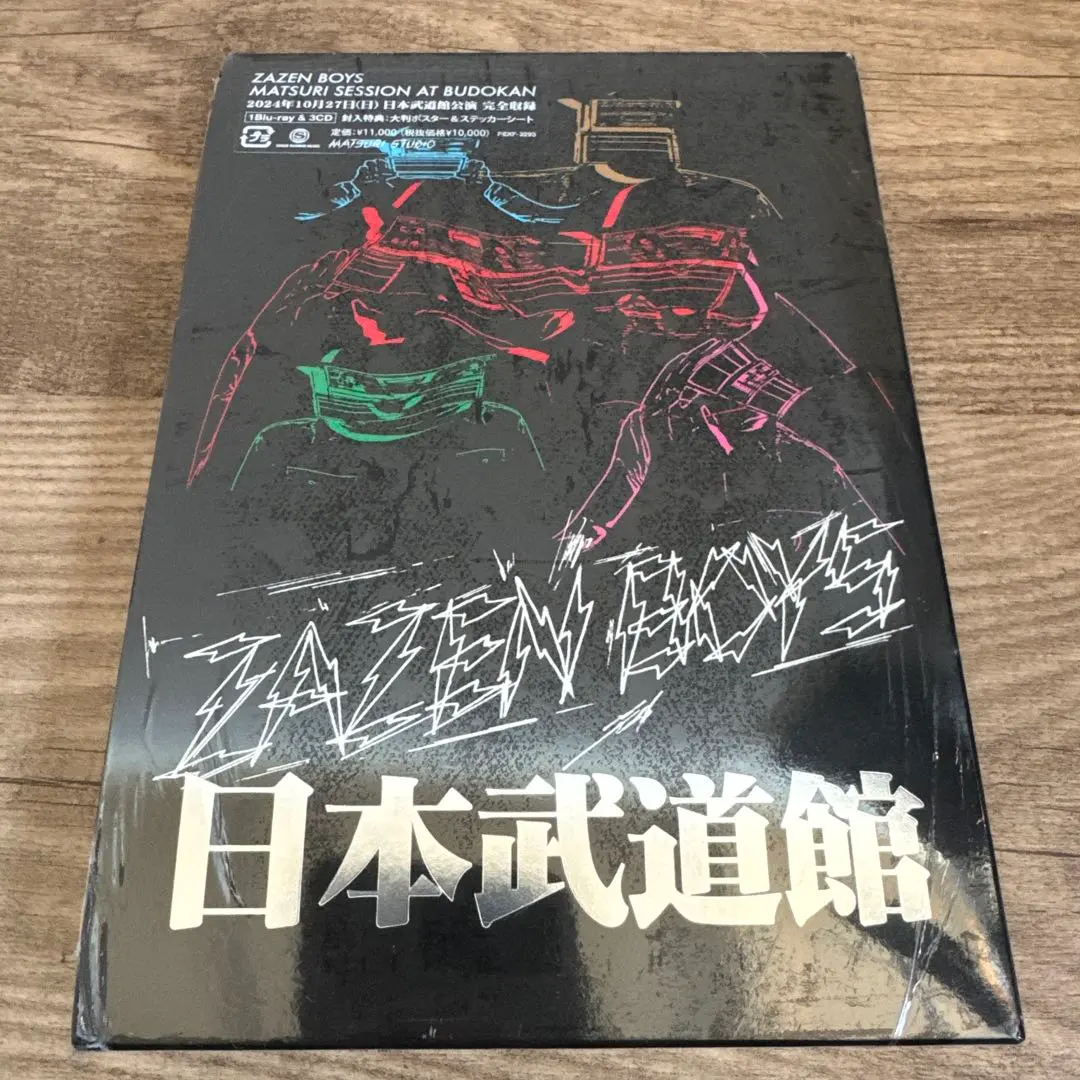 ZAZEN BOYS
MATSURI SESSION AT BUDOKAN
2024年10月27日(日) 日本武道館公演 完全収録
1Blu-ray & 3CD 封入特典:大判ポスター&ステッカーシート
定価:¥11,000 (税抜価格¥10,000) PEXF-3293
MATSURI STUDIO
ZAZEN BOYS
日本武道館